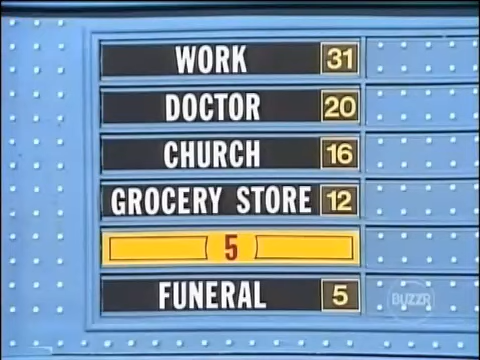 WORK 31
DOCTOR 20
CHURCH 16
GROCERY STORE 12
5
FUNERAL 5
BUZZR